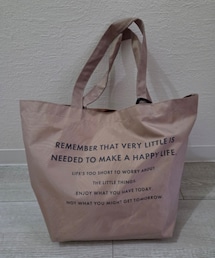 REMEMBER THAT VERY LITTLE IS
NEEDED TO MAKE A HAPPY LIFE.
LIFE'S TOO SHORT TO WORRY ABOUT
THE LITTLE THINGS.
ENJOY WHAT YOU HAVE TODAY.
NOT WHAT YOU MIGHT GET TOMORROW.